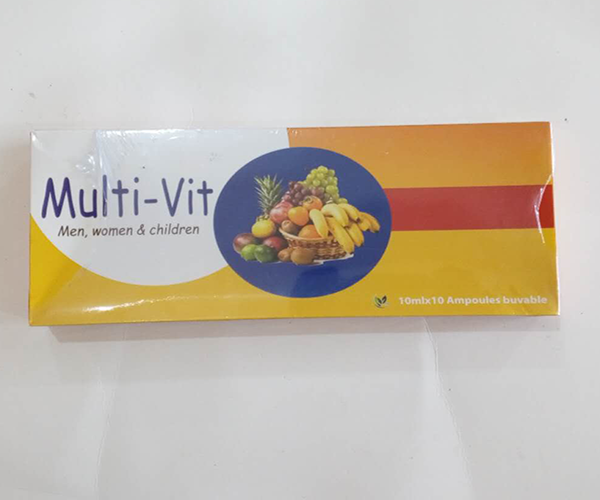 Multi-Vit
Men, women & children
10mlx10 Ampoules buvable